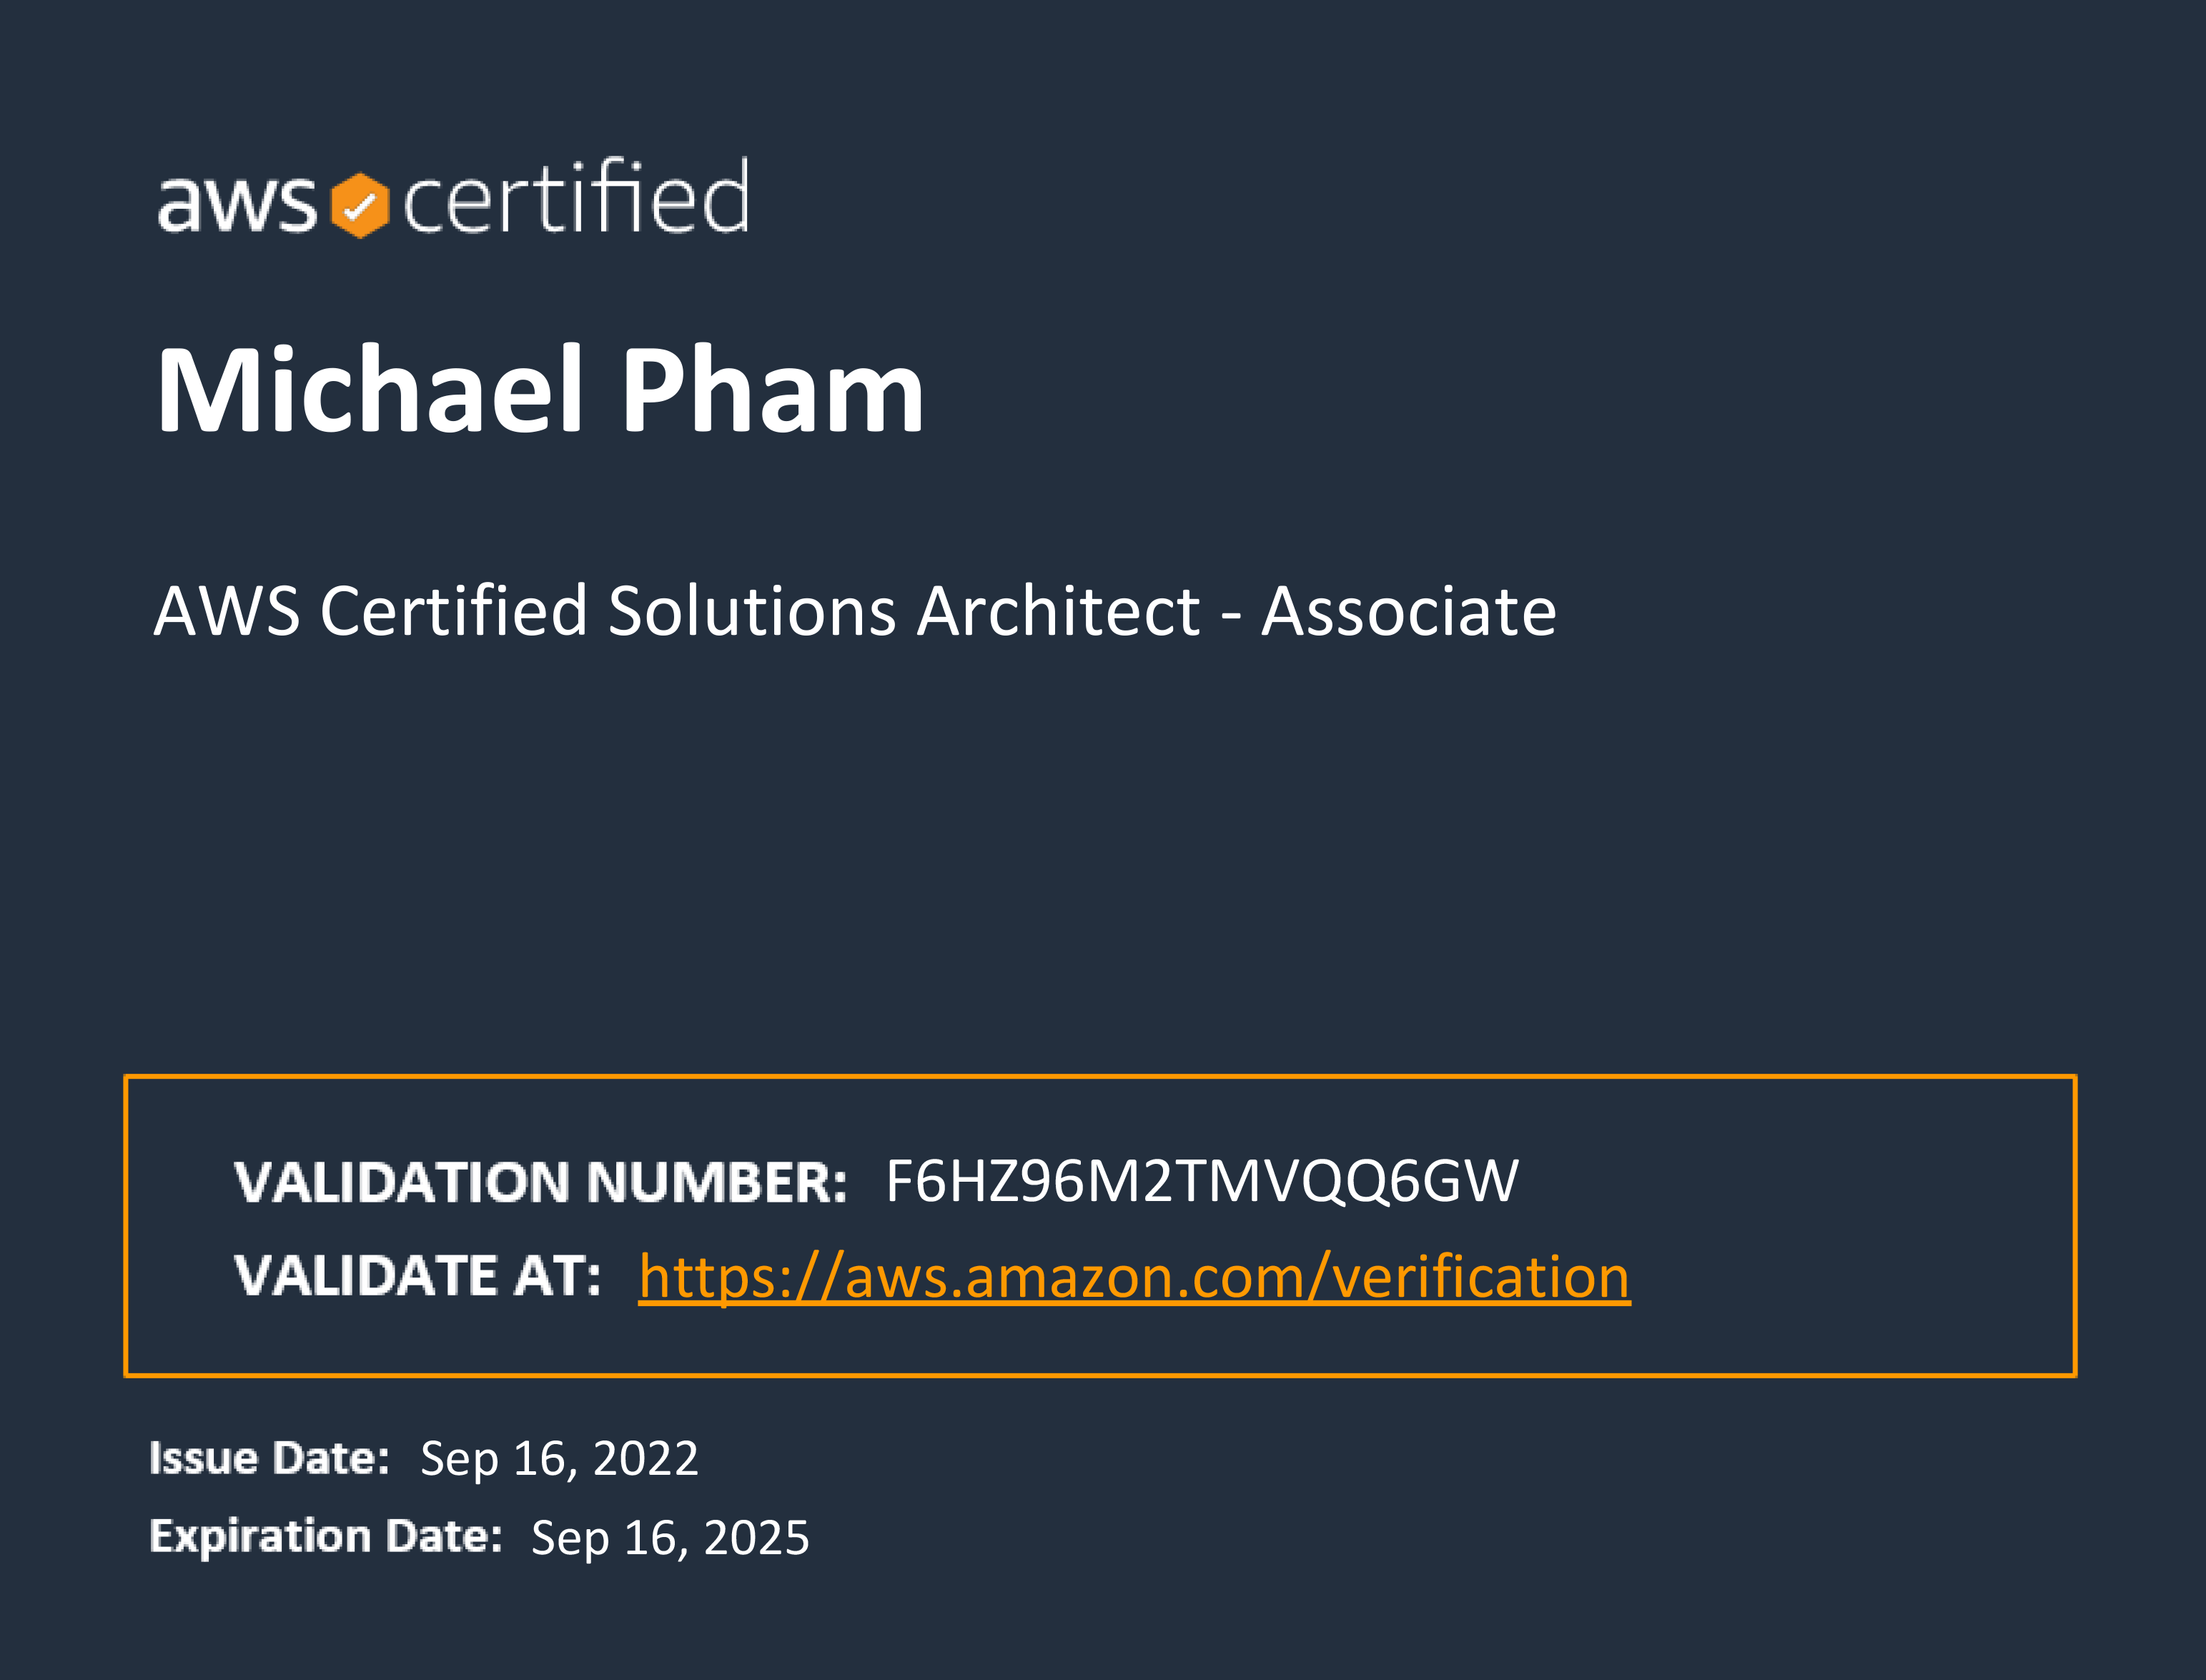 aws certified
Michael Pham
AWS Certified Solutions Architect - Associate
VALIDATION NUMBER: F6HZ96M2TMVQQ6GW
VALIDATE AT: https://aws.amazon.com/verification
Issue Date: Sep 16, 2022
Expiration Date: Sep 16, 2025